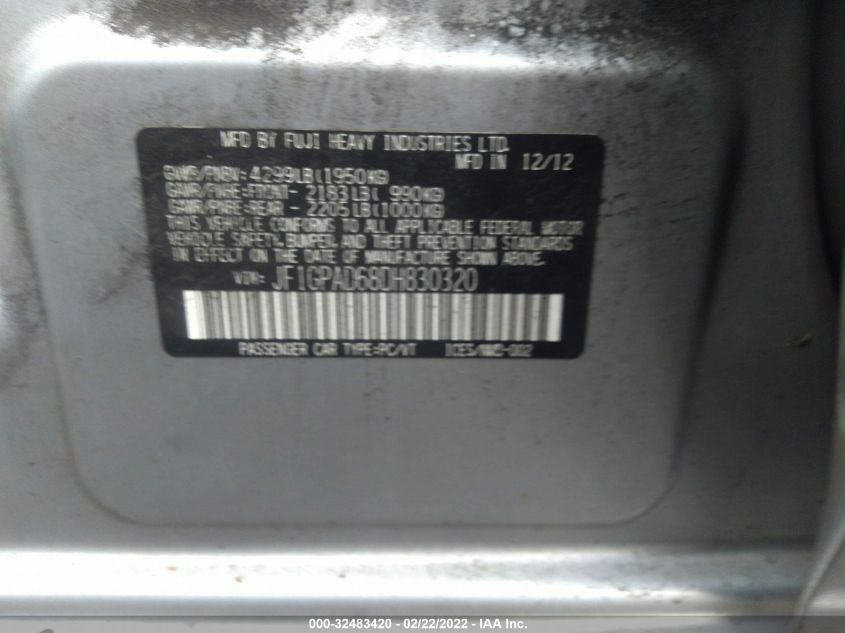 MFD BY FUJI HEAVY INDUSTRIES LTD.
MFD IN 12/12
GVWR/PNBV: 4299LB(1950KG)
GAWR/PNBE:FRONT- 2183LB( 990KG)
GAWR/PNBE:REAR - 2205LB(1000KG)
THIS VEHICLE CONFORMS TO ALL APPLICABLE FEDERAL MOTOR
VEHICLE SAFETY, BUMPER, AND THEFT PREVENTION STANDARDS
IN EFFECT ON THE DATE OF MANUFACTURE SHOWN ABOVE.
VIN: JF1GPAD68DH830320
PASSENGER CAR TYPE:PC/VT ICES/NMB-002
000-32483420 - 02/22/2022 - IAA Inc.